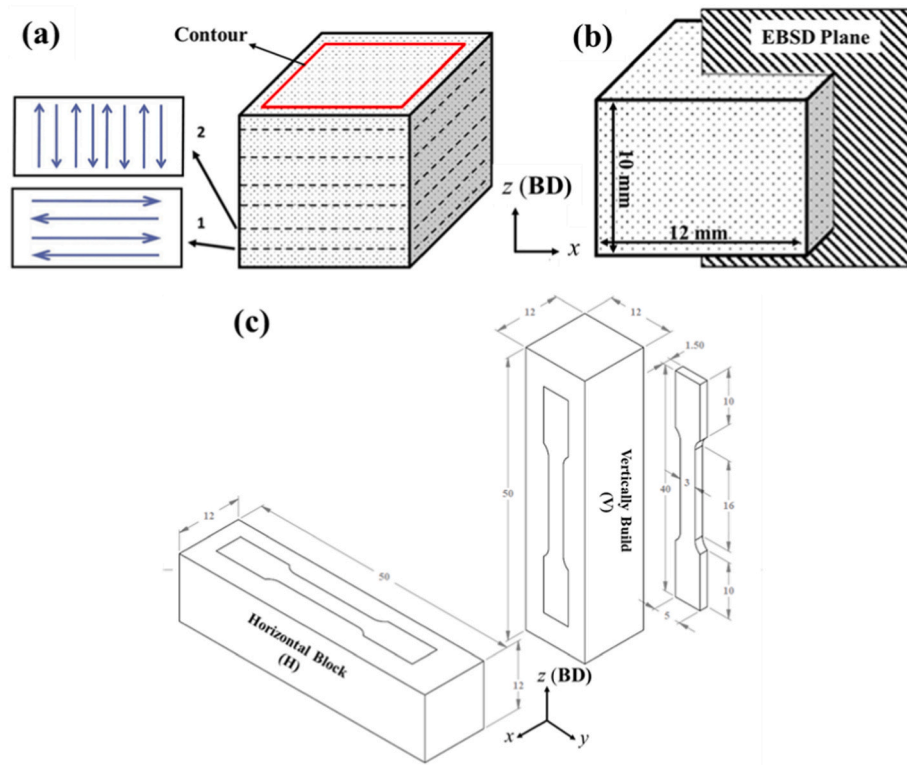 (a)
Contour
2
1
z (BD)
x
(b)
EBSD Plane
10 mm
12 mm
(c)
12
12
1.50
10
50
Vertically Build
(V)
40
3
16
10
5
12
50
Horizontal Block
(H)
12
z (BD)
x
y